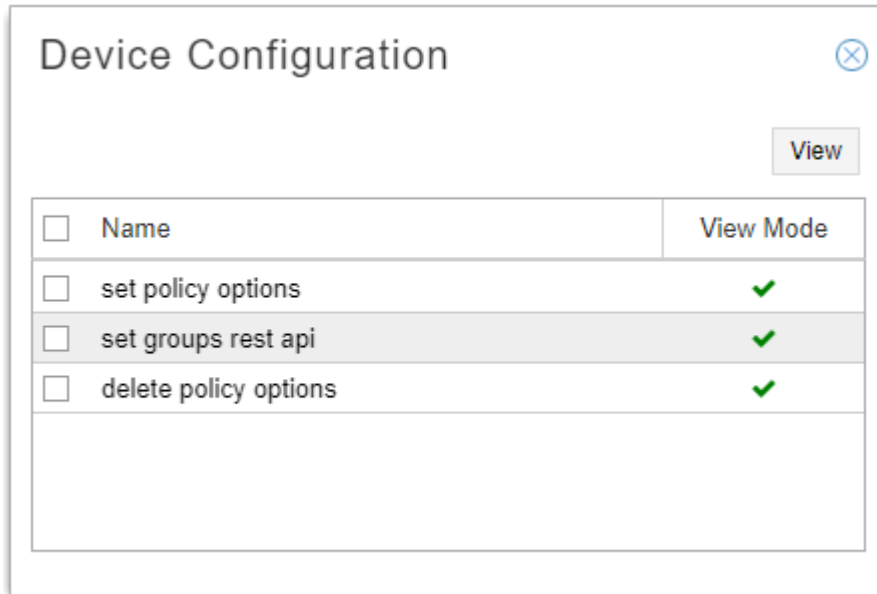 Device Configuration
View
Name View Mode
set policy options
set groups rest api
delete policy options